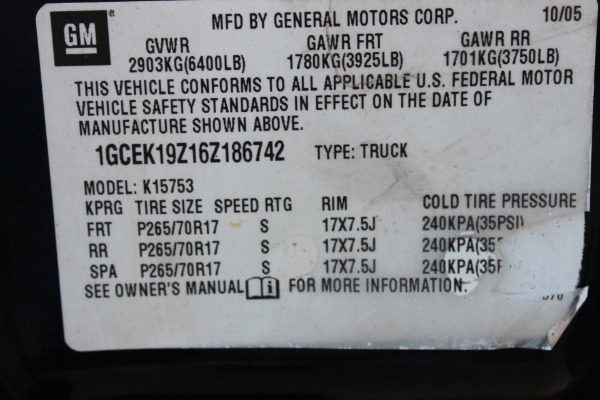 GM
MFD BY GENERAL MOTORS CORP. 10/05
GVWR GAWR FRT GAWR RR
2903KG(6400LB) 1780KG(3925LB) 1701KG(3750LB)
THIS VEHICLE CONFORMS TO ALL APPLICABLE U.S. FEDERAL MOTOR
VEHICLE SAFETY STANDARDS IN EFFECT ON THE DATE OF
MANUFACTURE SHOWN ABOVE.
1GCEK19Z16Z186742 TYPE: TRUCK
MODEL: K15753
KPRG TIRE SIZE SPEED RTG RIM COLD TIRE PRESSURE
FRT P265/70R17 S 17X7.5J 240KPA(35PSI)
RR P265/70R17 S 17X7.5J 240KPA(35
SPA P265/70R17 S 17X7.5J 240KPA(35
SEE OWNER'S MANUAL i FOR MORE INFORMATION.